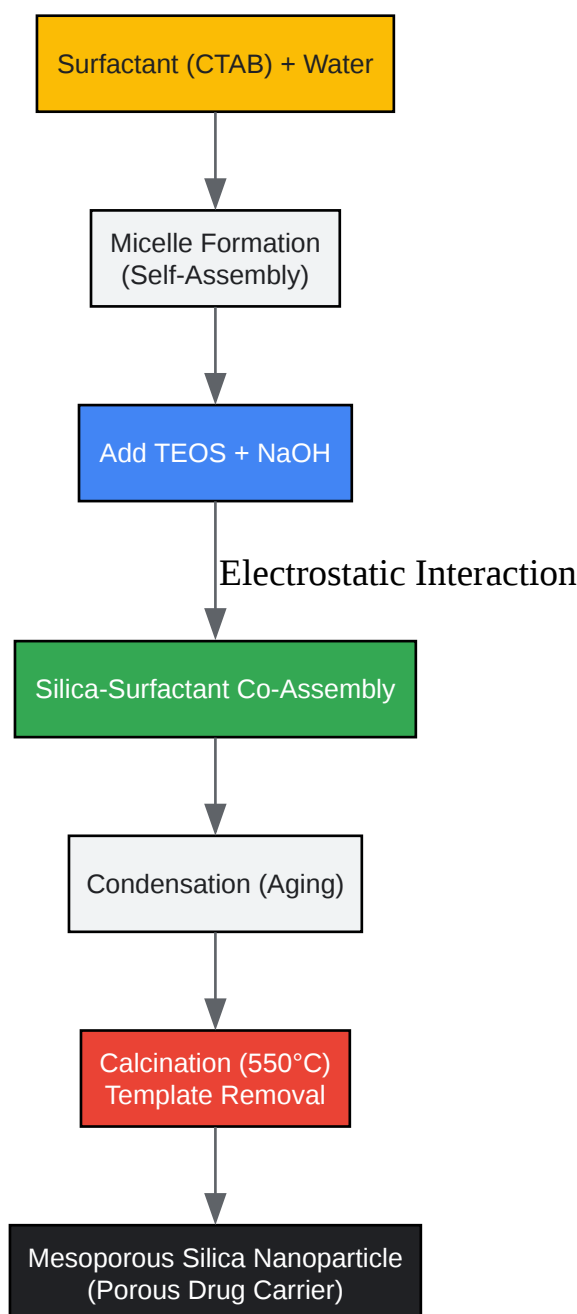 Surfactant (CTAB) + Water
Micelle Formation
(Self-Assembly)
Add TEOS + NaOH
Electrostatic Interaction
Silica-Surfactant Co-Assembly
Condensation (Aging)
Calcination (550°C)
Template Removal
Mesoporous Silica Nanoparticle
(Porous Drug Carrier)